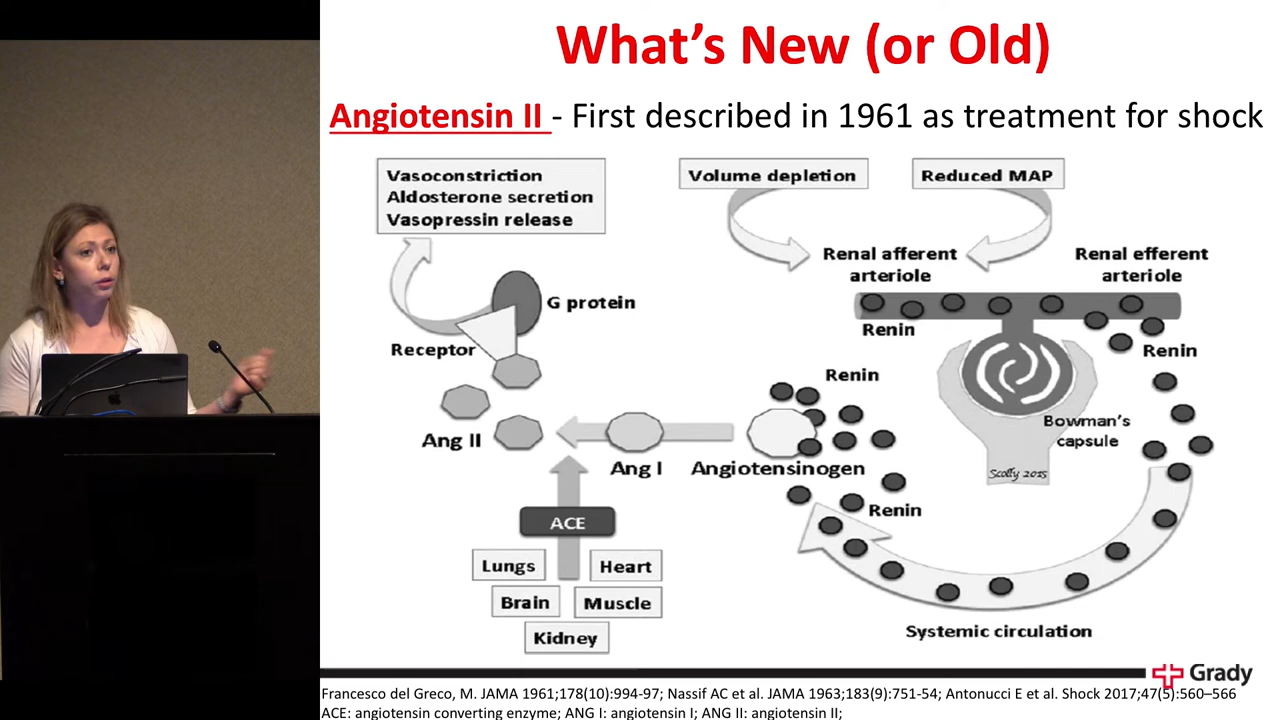 What's New (or Old)
Angiotensin II - First described in 1961 as treatment for shock
Vasoconstriction
Aldosterone secretion
Vasopressin release
Volume depletion
Reduced MAP
Renal afferent
arteriole
Renal efferent
arteriole
G protein
Renin
Receptor
Renin
Renin
Bowman's
capsule
Ang II
Ang I
Angiotensinogen
Scolly 2015
Renin
ACE
Lungs
Heart
Brain
Muscle
Kidney
Systemic circulation
Grady
Francesco del Greco, M. JAMA 1961;178(10):994-97; Nassif AC et al. JAMA 1963;183(9):751-54; Antonucci E et al. Shock 2017;47(5):560–566
ACE: angiotensin converting enzyme; ANG I: angiotensin I; ANG II: angiotensin II;